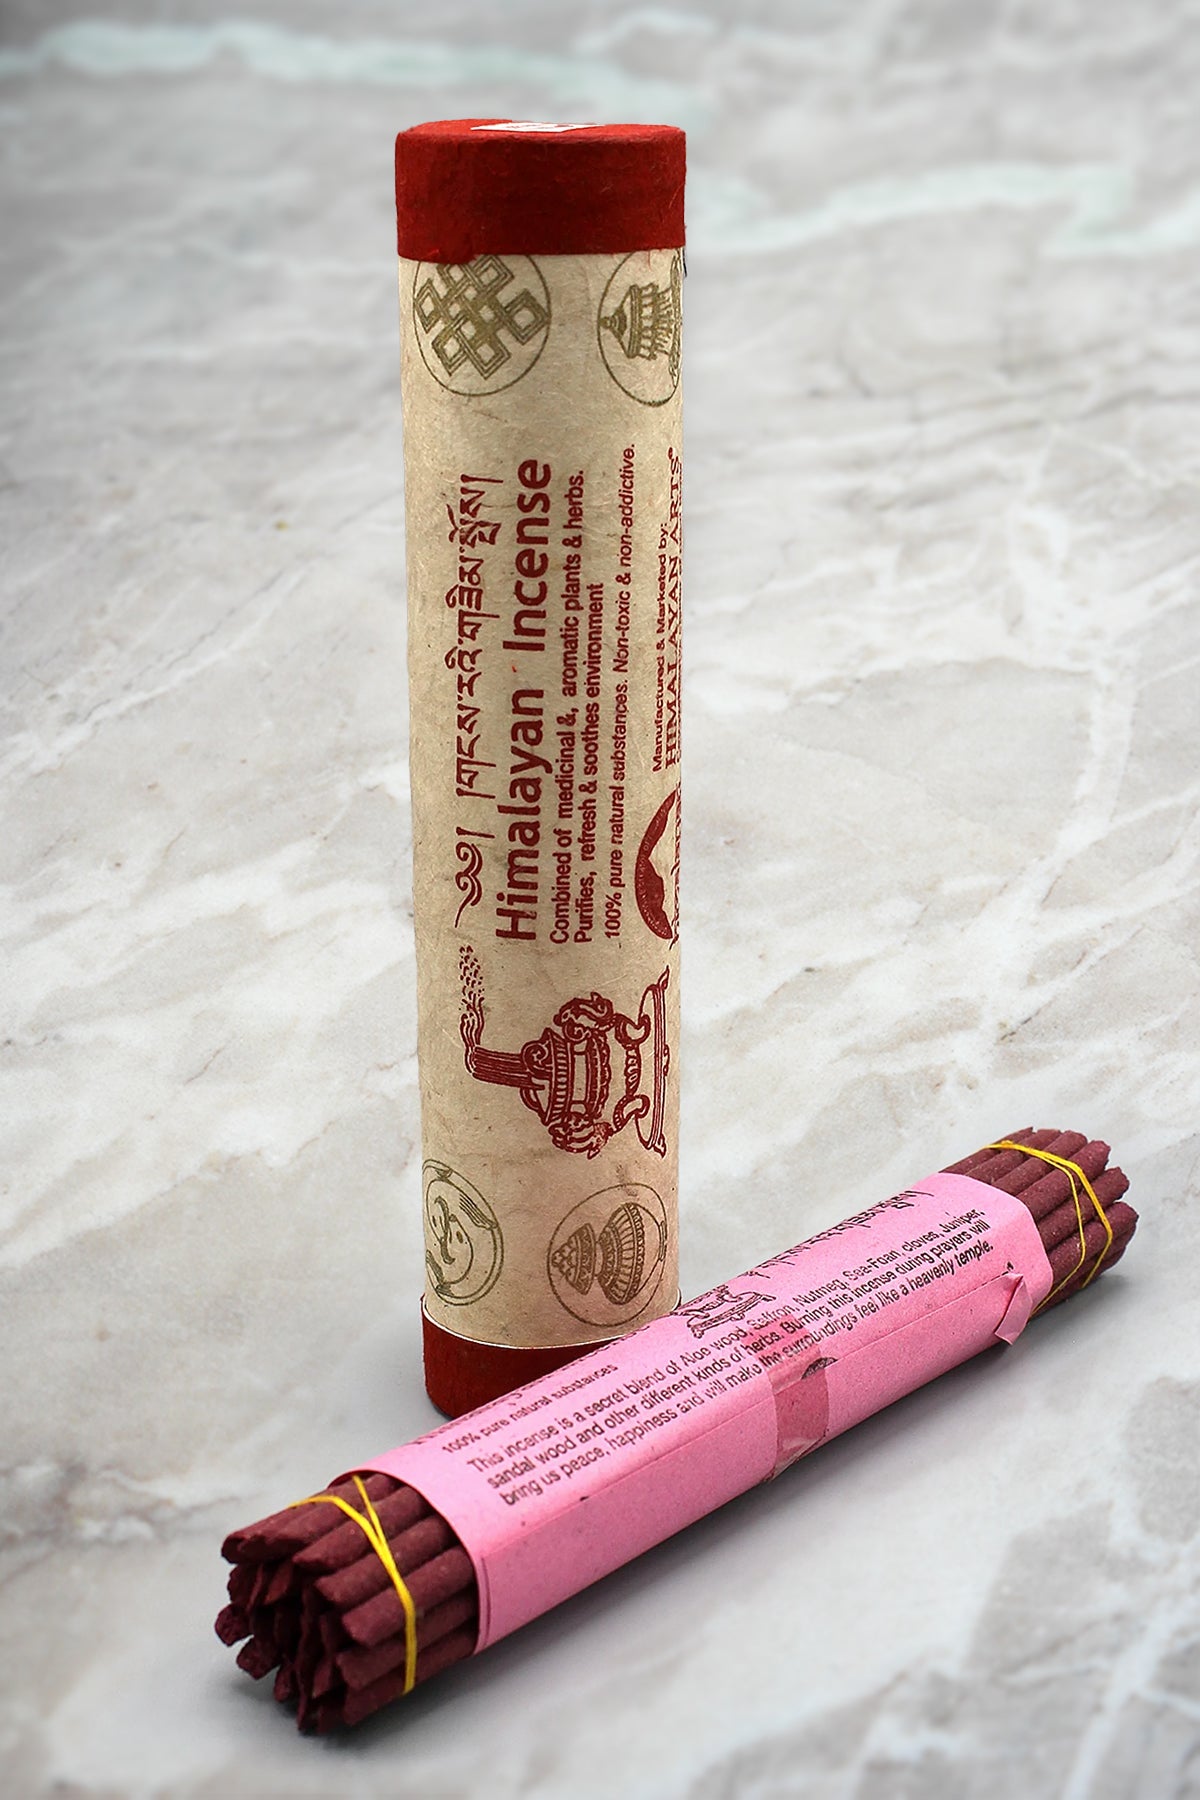 ༄༅། །གངས་རིའི་གཟི་མ་སྤོས།
Himalayan Incense
Combined of medicinal &, aromatic plants & herbs.
Purifies, refresh & soothes environment
100% pure natural substances. Non-toxic & non-addictive.
Manufactured & Marketed by:
HIMALAYAN ARTS®
100% pure natural substances
This incense is a secret blend of Aloe wood, Saffron, Nutmeg, Sea-Foan, cloves, Juniper,
sandal wood and other different kinds of herbs. Burning this incense during prayers will
bring us peace, happiness and will make the surroundings feel like a heavenly temple.